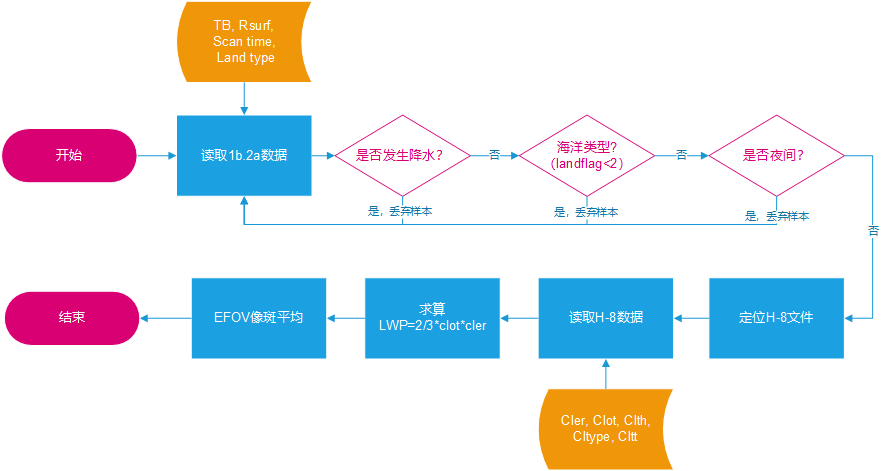 TB, Rsurf,
Scan time,
Land type
开始
读取1b.2a数据
是否发生降水？
否
海洋类型？
（landflag<2）
否
是否夜间？
是，丢弃样本
是，丢弃样本
是，丢弃样本
否
结束
EFOV像斑平均
求算
LWP=2/3*clot*cler
读取H-8数据
定位H-8文件
Cler, Clot, Clth,
Cltype, Cltt